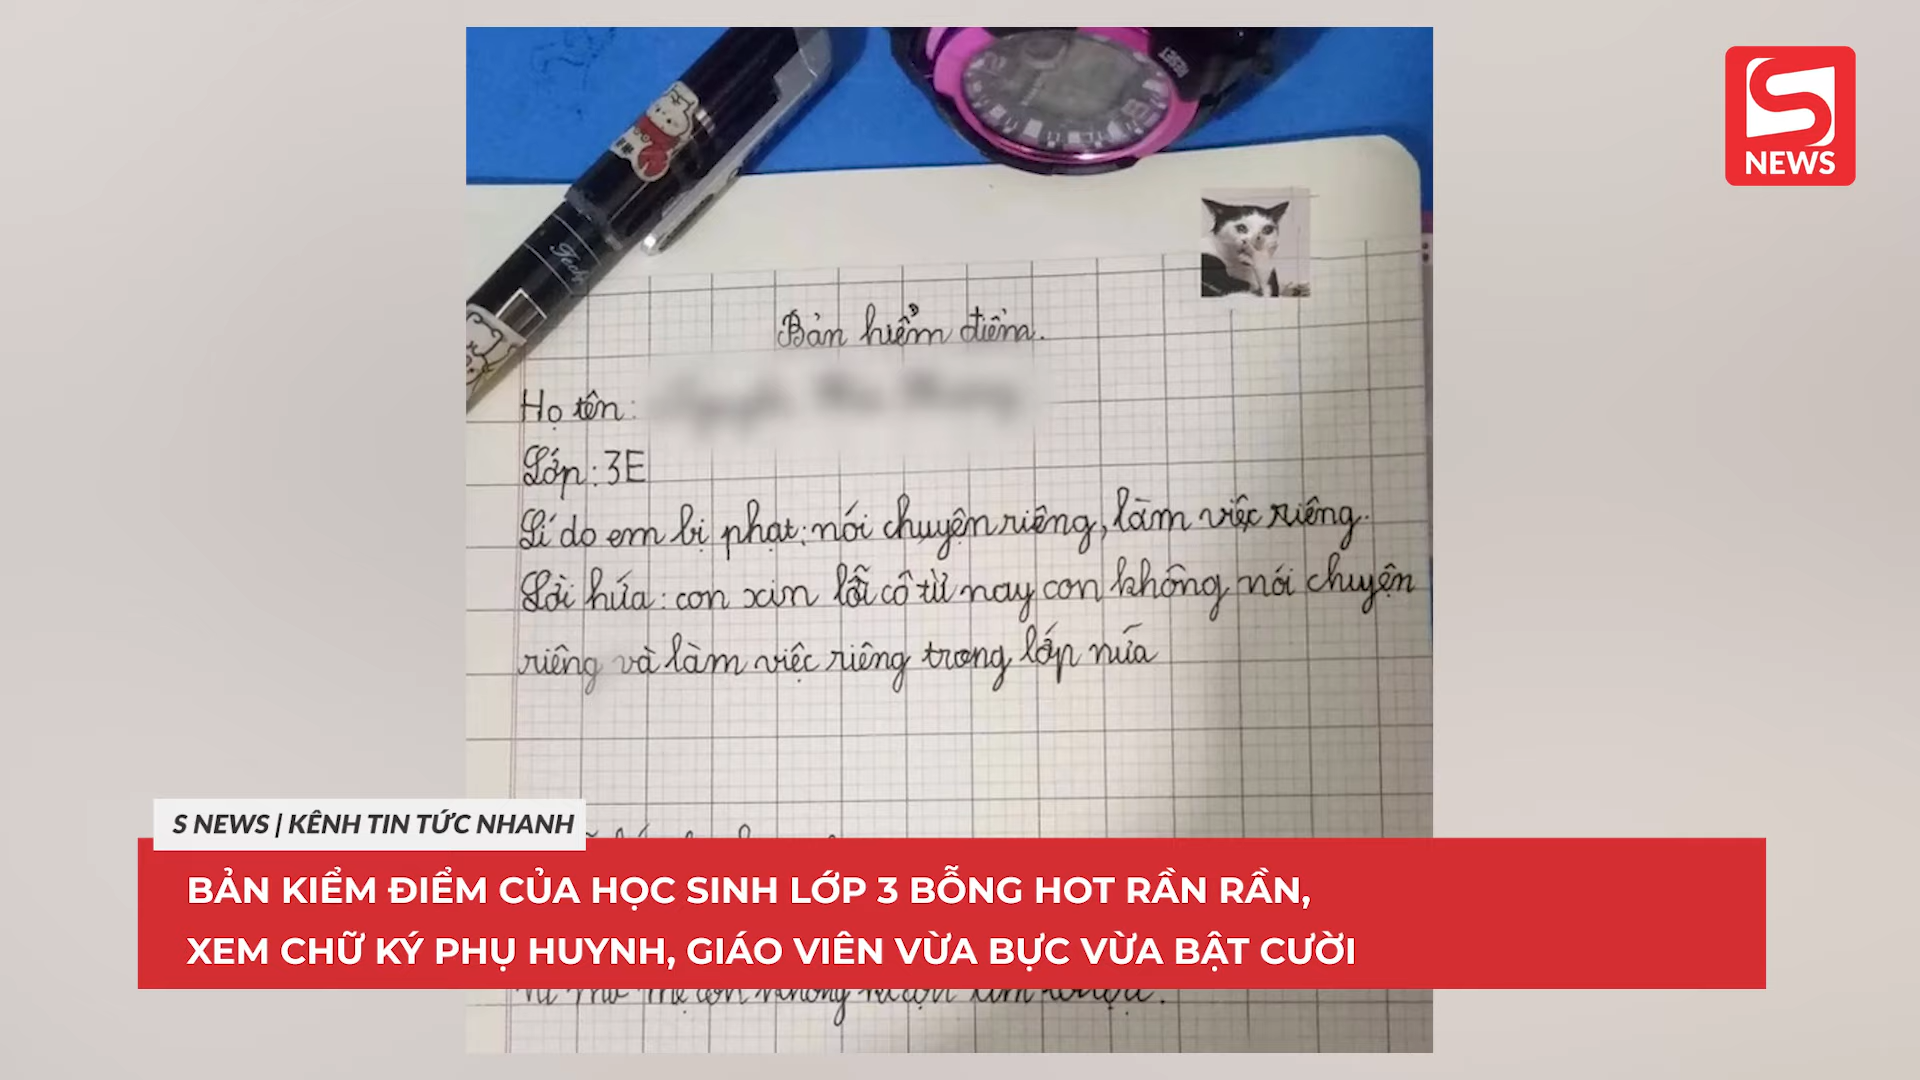 RESET
S
NEWS
Bản hiểm điểm.
Họ tên:
Lớp: 3E
Lí do em bị phạt: nói chuyện riêng, làm việc riêng.
Lời hứa: con xin lỗi cô từ nay con không nói chuyện
riêng và làm việc riêng trong lớp nứa
S NEWS | KÊNH TIN TỨC NHANH
BẢN KIỂM ĐIỂM CỦA HỌC SINH LỚP 3 BỖNG HOT RẦN RẦN,
XEM CHỮ KÝ PHỤ HUYNH, GIÁO VIÊN VỪA BỰC VỪA BẬT CƯỜI